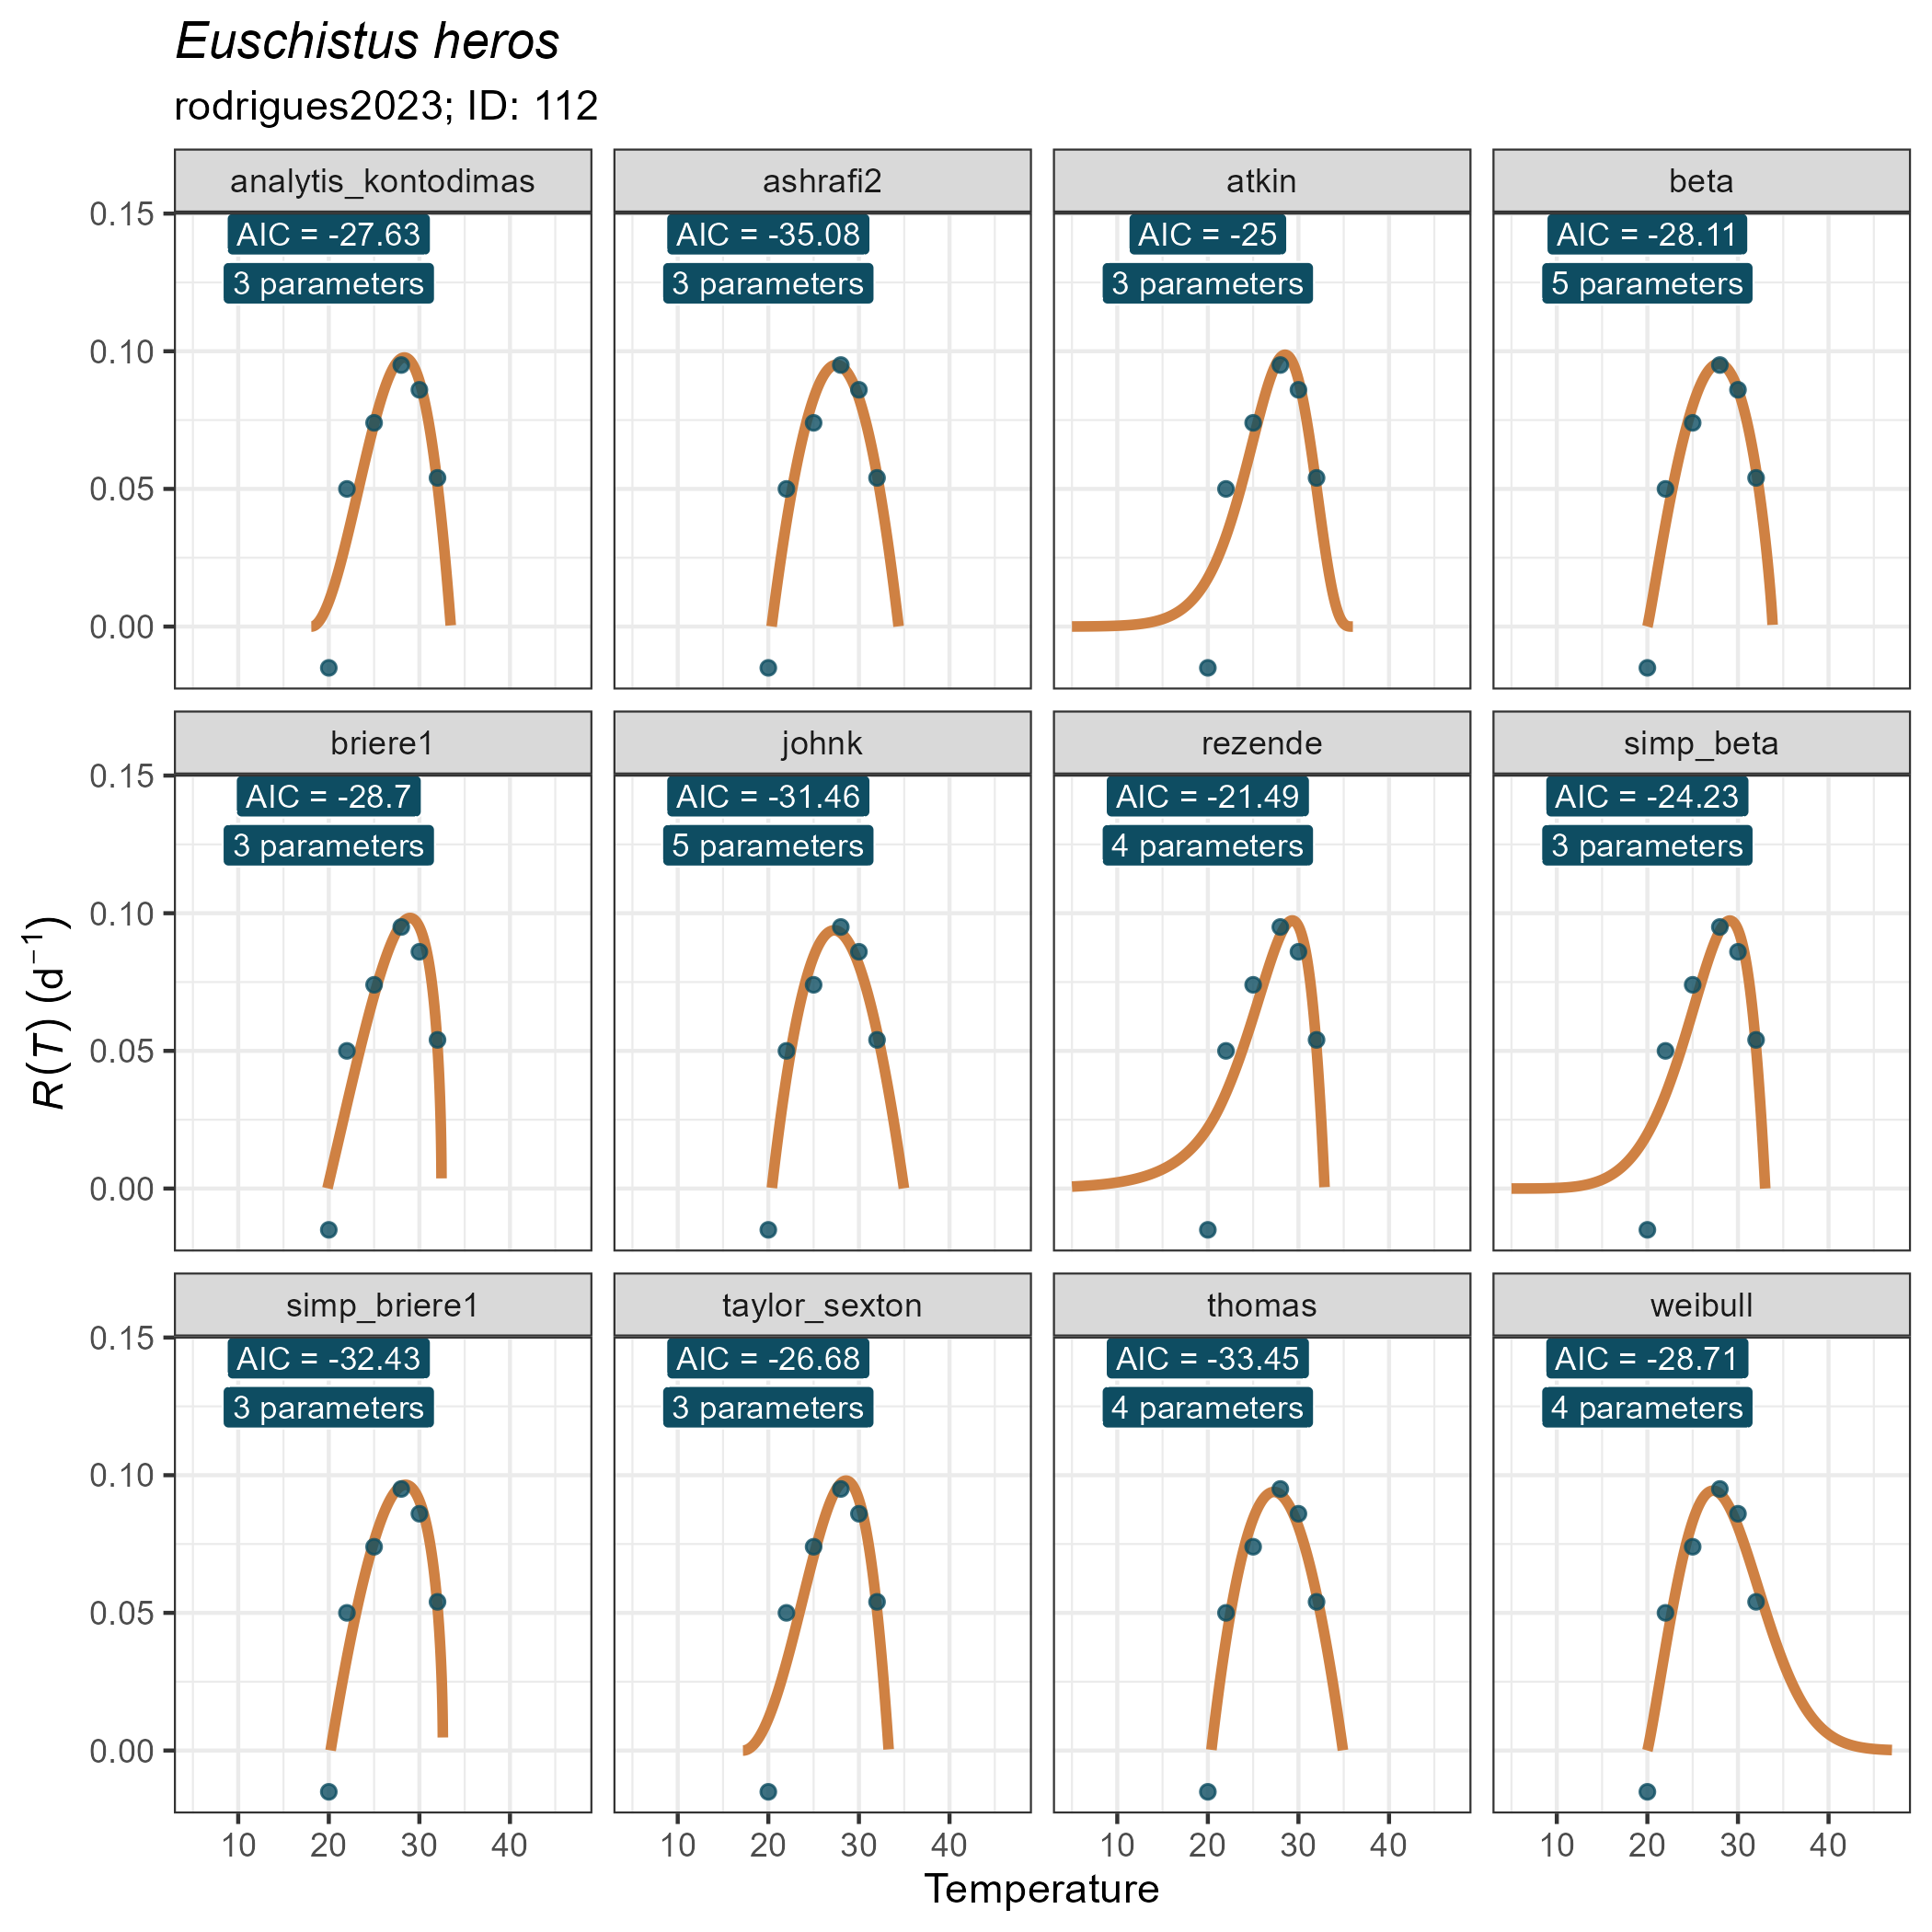 Euschistus heros
rodrigues2023; ID: 112
analytis_kontodimas
ashrafi2
atkin
beta
0.15
0.10
0.05
0.00
AIC = -27.63
3 parameters
AIC = -35.08
3 parameters
AIC = -25
3 parameters
AIC = -28.11
5 parameters
briere1
johnk
rezende
simp_beta
0.15
0.10
0.05
0.00
AIC = -28.7
3 parameters
AIC = -31.46
5 parameters
AIC = -21.49
4 parameters
AIC = -24.23
3 parameters
R(T) (d⁻¹)
simp_briere1
taylor_sexton
thomas
weibull
0.15
0.10
0.05
0.00
AIC = -32.43
3 parameters
AIC = -26.68
3 parameters
AIC = -33.45
4 parameters
AIC = -28.71
4 parameters
10 20 30 40
10 20 30 40
10 20 30 40
10 20 30 40
Temperature